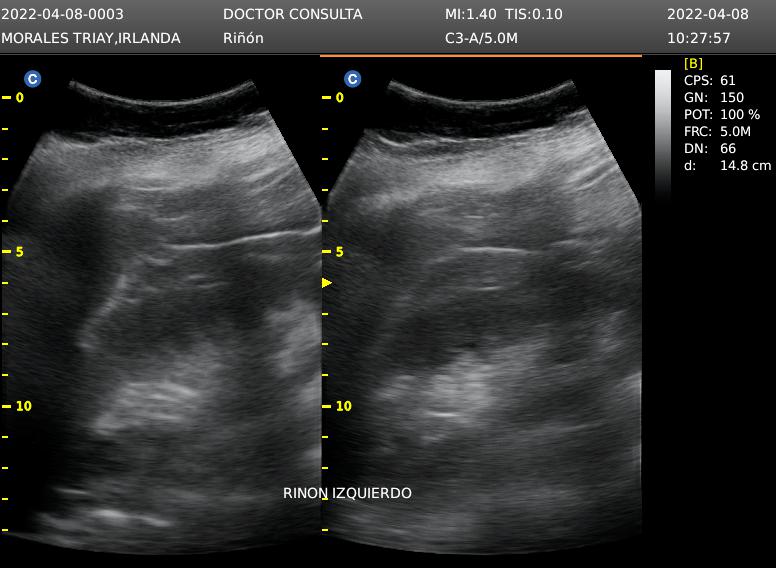 2022-04-08-0003 DOCTOR CONSULTA MI:1.40 TIS:0.10 2022-04-08
MORALES TRIAY,IRLANDA Riñón C3-A/5.0M 10:27:57
[B]
CPS: 61
GN: 150
POT: 100 %
FRC: 5.0M
DN: 66
d: 14.8 cm
C C
0 0
5 5
10 10
RINON IZQUIERDO